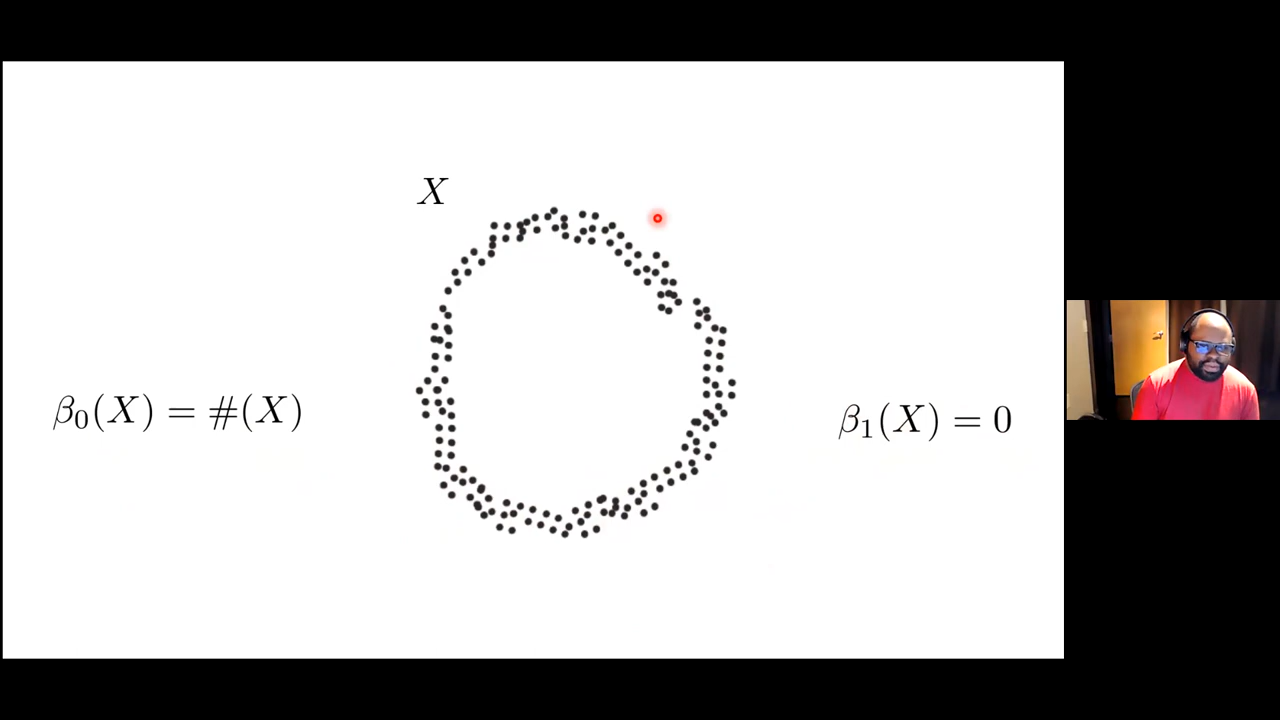 X
β₀(X) = #(X)
β₁(X) = 0